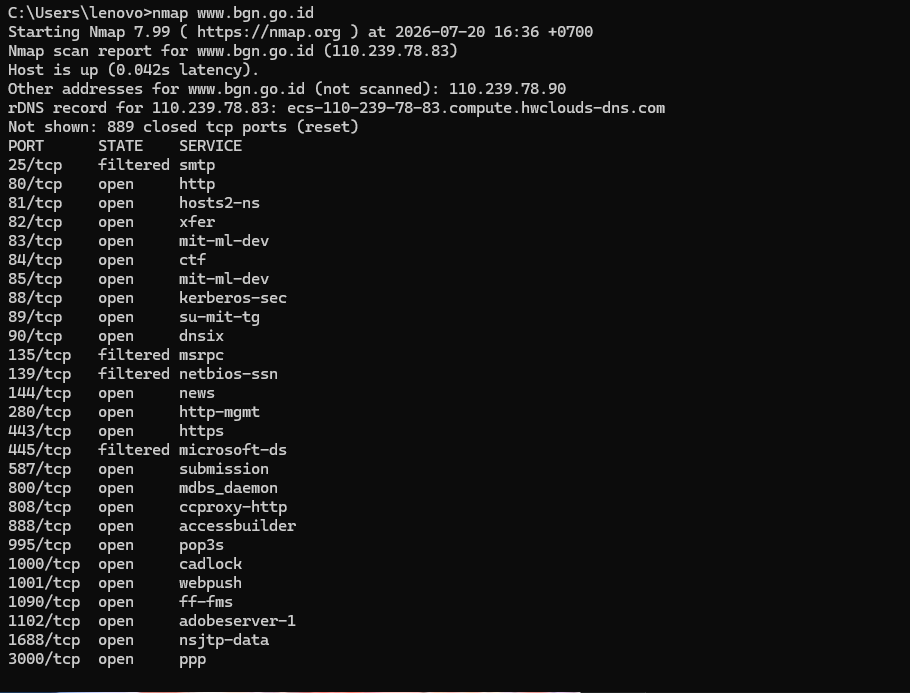 C:\Users\lenovo>nmap www.bgn.go.id
Starting Nmap 7.99 ( https://nmap.org ) at 2026-07-20 16:36 +0700
Nmap scan report for www.bgn.go.id (110.239.78.83)
Host is up (0.042s latency).
Other addresses for www.bgn.go.id (not scanned): 110.239.78.90
rDNS record for 110.239.78.83: ecs-110-239-78-83.compute.hwclouds-dns.com
Not shown: 889 closed tcp ports (reset)
PORT     STATE    SERVICE
25/tcp   filtered smtp
80/tcp   open     http
81/tcp   open     hosts2-ns
82/tcp   open     xfer
83/tcp   open     mit-ml-dev
84/tcp   open     ctf
85/tcp   open     mit-ml-dev
88/tcp   open     kerberos-sec
89/tcp   open     su-mit-tg
90/tcp   open     dnsix
135/tcp  filtered msrpc
139/tcp  filtered netbios-ssn
144/tcp  open     news
280/tcp  open     http-mgmt
443/tcp  open     https
445/tcp  filtered microsoft-ds
587/tcp  open     submission
800/tcp  open     mdbs_daemon
808/tcp  open     ccproxy-http
888/tcp  open     accessbuilder
995/tcp  open     pop3s
1000/tcp open     cadlock
1001/tcp open     webpush
1090/tcp open     ff-fms
1102/tcp open     adobeserver-1
1688/tcp open     nsjtp-data
3000/tcp open     ppp